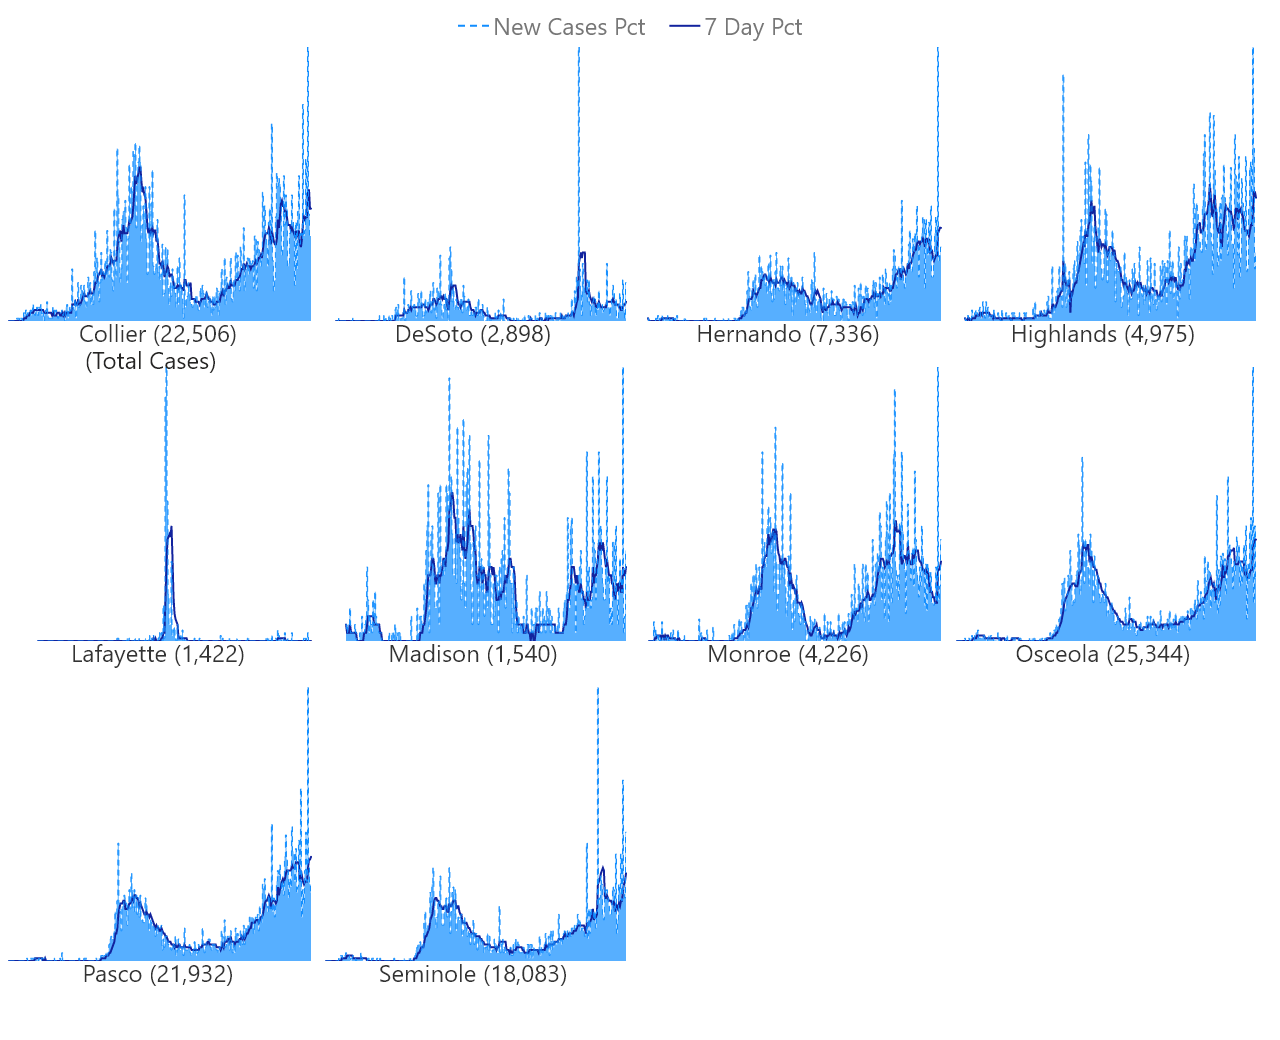 New Cases Pct 7 Day Pct
Collier (22,506)
(Total Cases)
DeSoto (2,898)
Hernando (7,336)
Highlands (4,975)
Lafayette (1,422)
Madison (1,540)
Monroe (4,226)
Osceola (25,344)
Pasco (21,932)
Seminole (18,083)